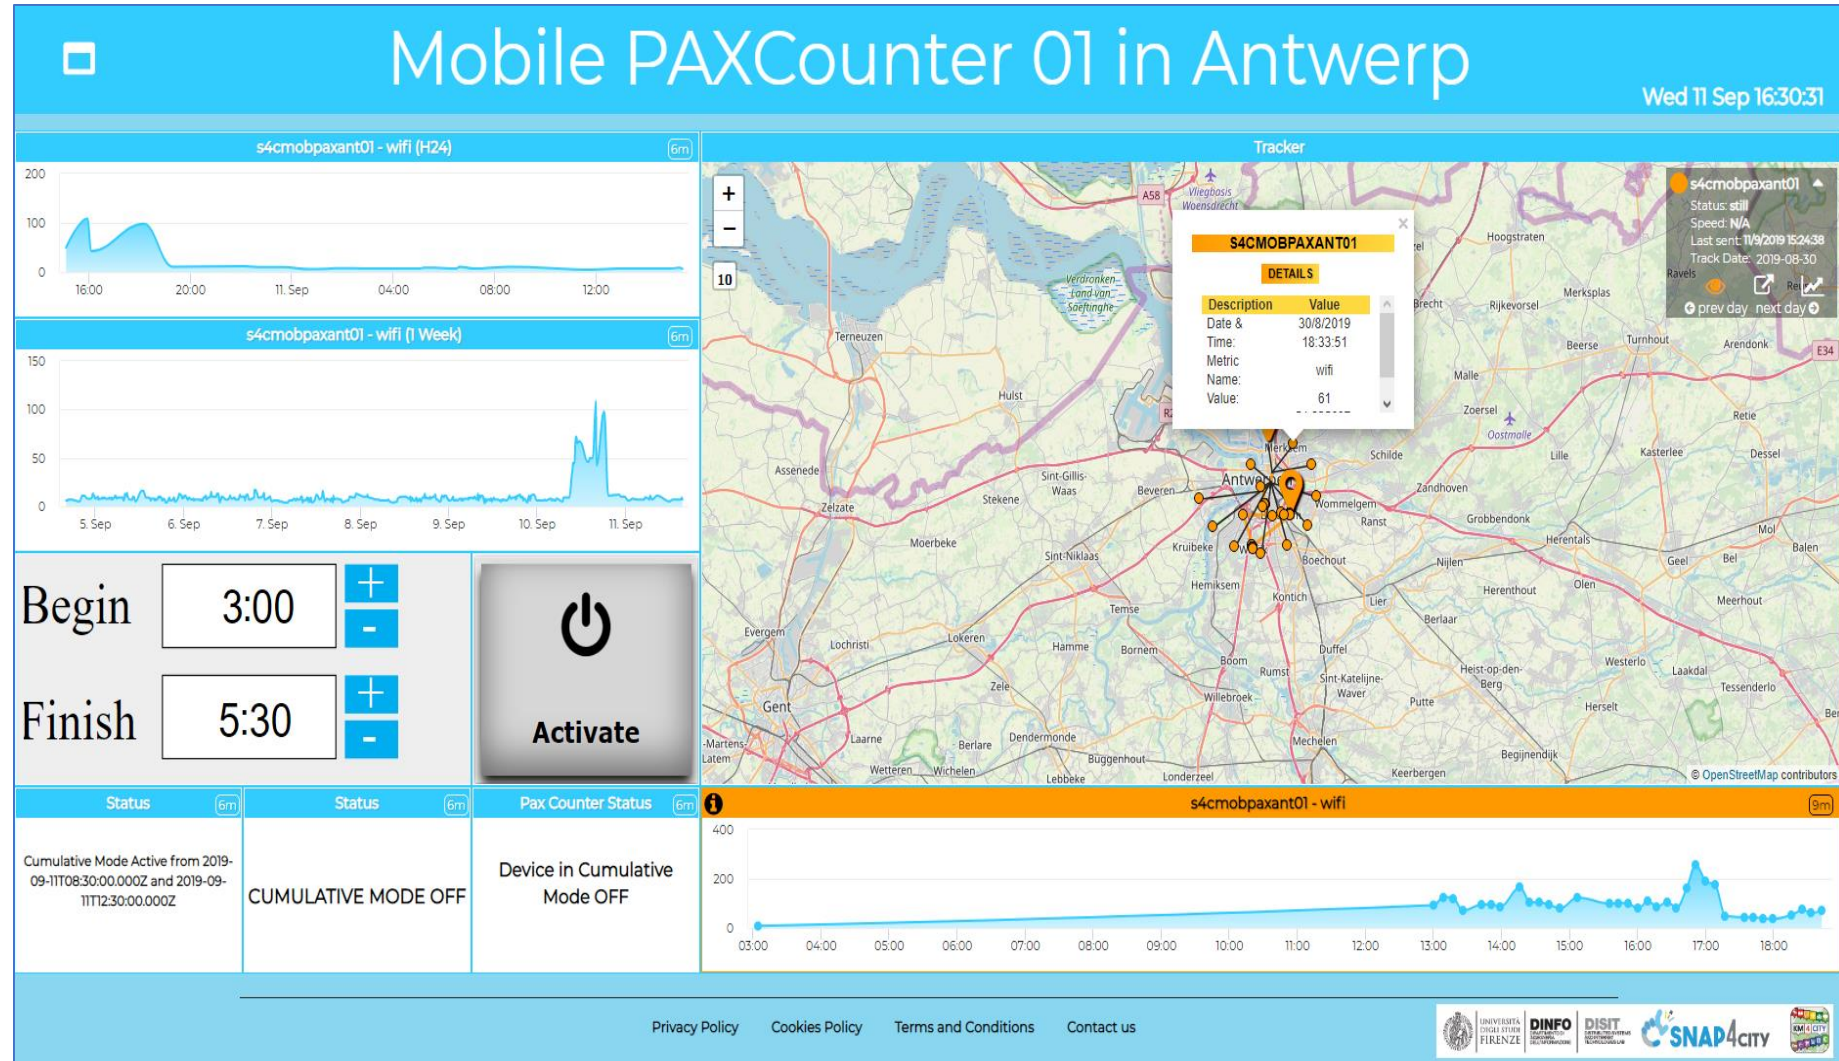 Mobile PAXCounter 01 in Antwerp
Wed 11 Sep 16:30:31
s4cmobpaxant01 - wifi (H24)
6m
200
100
0
16:00
20:00
11. Sep
04:00
08:00
12:00
s4cmobpaxant01 - wifi (1 Week)
6m
150
100
50
0
5. Sep
6. Sep
7. Sep
8. Sep
9. Sep
10. Sep
11. Sep
Begin
3:00
+
-
Finish
5:30
+
-
Activate
Tracker
+
−
10
A58
Vliegbasis
Woensdrecht
Hoogstraten
Verdronken
Land van
Saeftinghe
Brecht
Rijkevorsel
Merksplas
Ravels
Terneuzen
Beerse
Turnhout
Arendonk
E34
Malle
Hulst
Zoersel
Oostmalle
Retie
Merksem
Schilde
Lille
Kasterlee
Dessel
Assenede
Sint-Gillis-
Waas
Beveren
Zandhoven
Stekene
Zelzate
Wommelgem
Ranst
Grobbendonk
Mol
Moerbeke
Sint-Niklaas
Kruibeke
Herentals
Balen
Boechout
Nijlen
Geel
Bel
Hemiksem
Kontich
Olen
Herenthout
Temse
Lier
Meerhout
Berlaar
Evergem
Lochristi
Lokeren
Hamme
Bornem
Duffel
Boom
Rumst
Heist-op-den-
Berg
Westerlo
Laakdal
Sint-Katelijne-
Waver
Zele
Willebroek
Putte
Tessenderlo
Gent
Herselt
Laarne
Berlare
Dendermonde
Mechelen
-Martens-
Latem
Buggenhout
Begijnendijk
Wetteren
Wichelen
Lebbeke
Londerzeel
Keerbergen
© OpenStreetMap contributors
S4CMOBPAXANT01
×
DETAILS
Description Value
Date & 30/8/2019
Time: 18:33:51
Metric
Name: wifi
Value: 61
s4cmobpaxant01
Status: still
Speed: N/A
Last sent: 11/9/2019 15:24:38
Track Date: 2019-08-30
prev day next day
Status
6m
Cumulative Mode Active from 2019-
09-11T08:30:00.000Z and 2019-09-
11T12:30:00.000Z
Status
6m
CUMULATIVE MODE OFF
Pax Counter Status
6m
Device in Cumulative
Mode OFF
s4cmobpaxant01 - wifi
9m
400
200
0
03:00
04:00
05:00
06:00
07:00
08:00
09:00
10:00
11:00
12:00
13:00
14:00
15:00
16:00
17:00
18:00
Privacy Policy
Cookies Policy
Terms and Conditions
Contact us
UNIVERSITÀ
DEGLI STUDI
FIRENZE
DINFO
DISIT
SNAP4CITY
KM4CITY